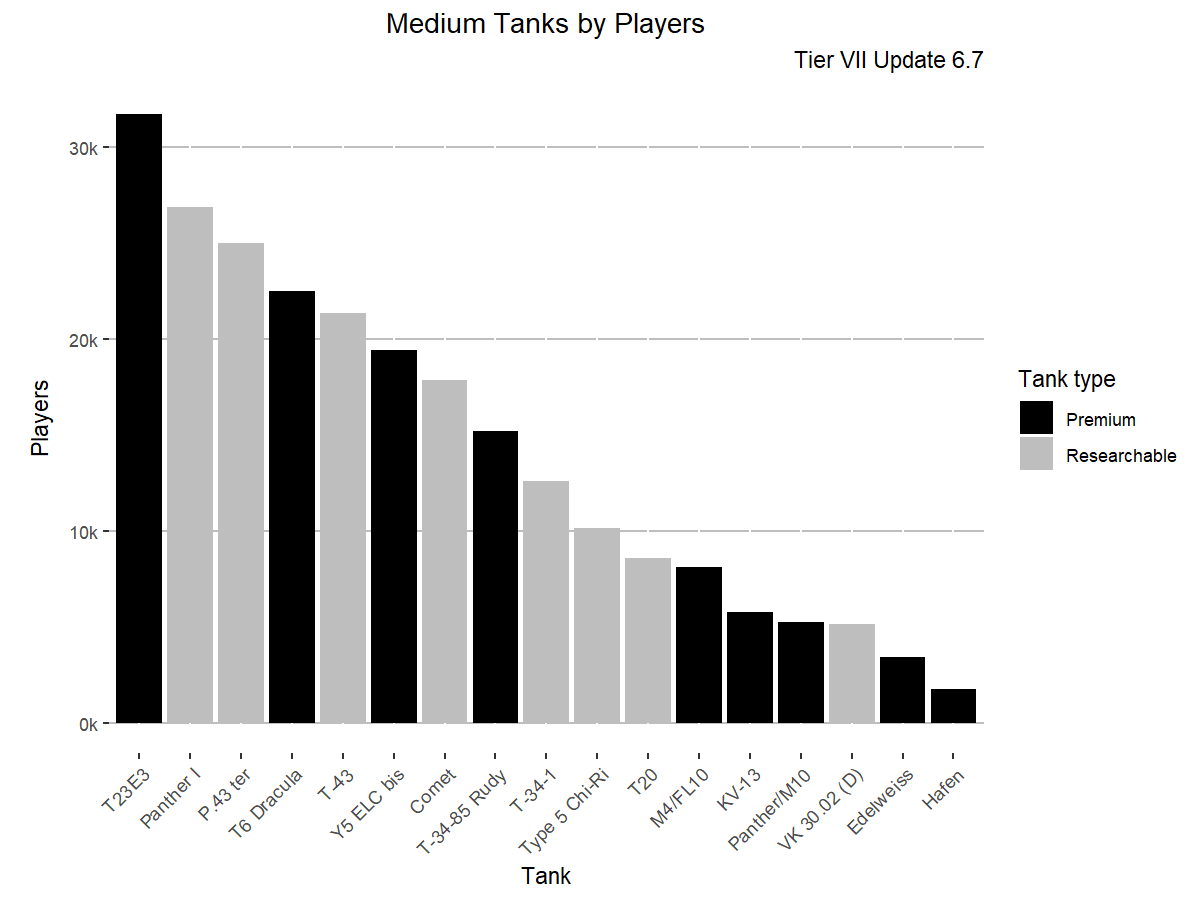 Medium Tanks by Players
Tier VII Update 6.7
Players
30k
20k
10k
0k
T23E3
Panther I
P.43 ter
T6 Dracula
T-43
Y5 ELC bis
Comet
T-34-85 Rudy
T-34-1
Type 5 Chi-Ri
T20
M4/FL10
KV-13
Panther/M10
VK 30.02 (D)
Edelweiss
Hafen
Tank
Tank type
Premium
Researchable